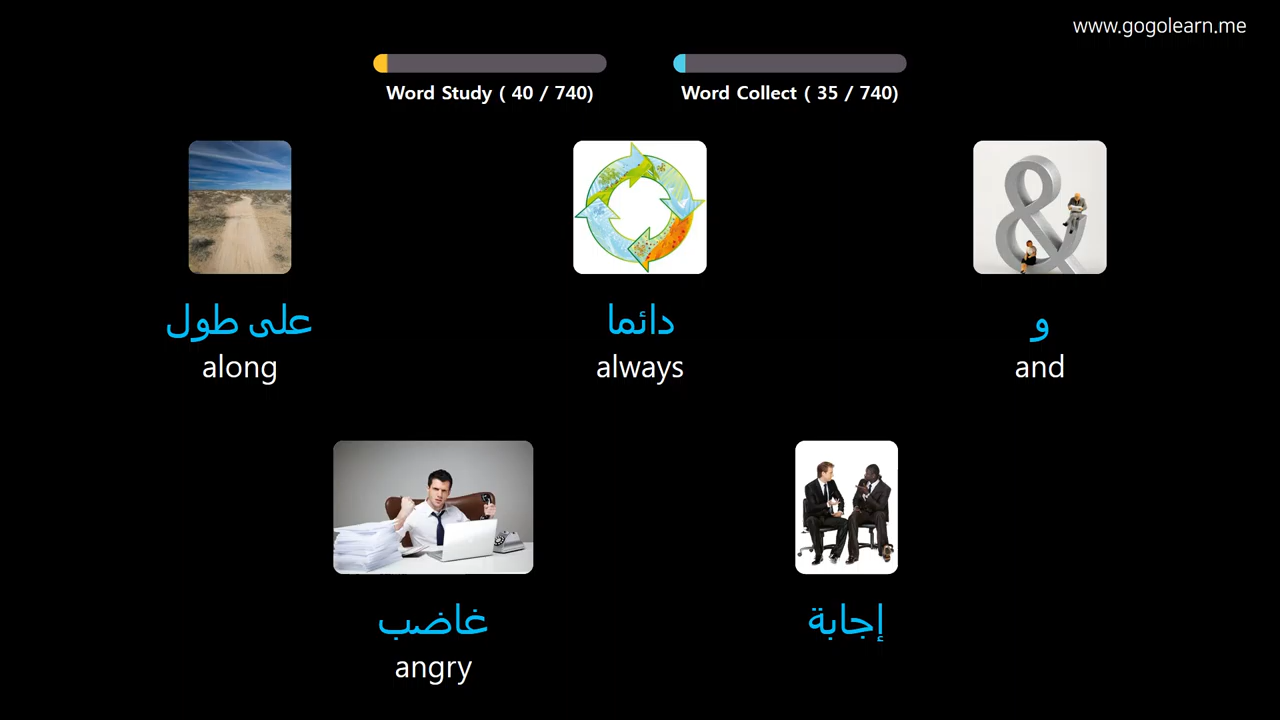 www.gogolearn.me
Word Study ( 40 / 740)
Word Collect ( 35 / 740)
على طول
along
دائما
always
و
and
غاضب
angry
إجابة